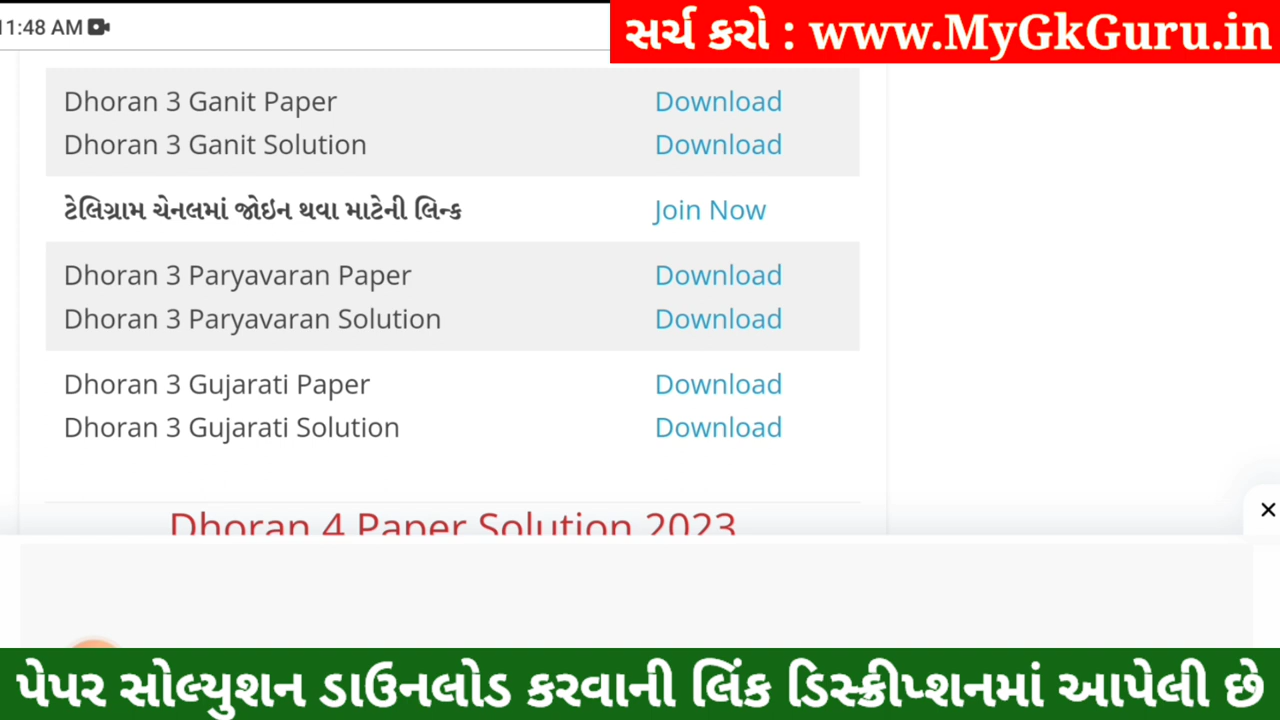 11:48 AM
સર્ચ કરો : www.MyGkGuru.in
Dhoran 3 Ganit Paper Download
Dhoran 3 Ganit Solution Download
ટેલિગ્રામ ચેનલમાં જોઇન થવા માટેની લિન્ક Join Now
Dhoran 3 Paryavaran Paper Download
Dhoran 3 Paryavaran Solution Download
Dhoran 3 Gujarati Paper Download
Dhoran 3 Gujarati Solution Download
Dhoran 4 Paper Solution 2023
પેપર સોલ્યુશન ડાઉનલોડ કરવાની લિંક ડિસ્ક્રીપ્શનમાં આપેલી છે